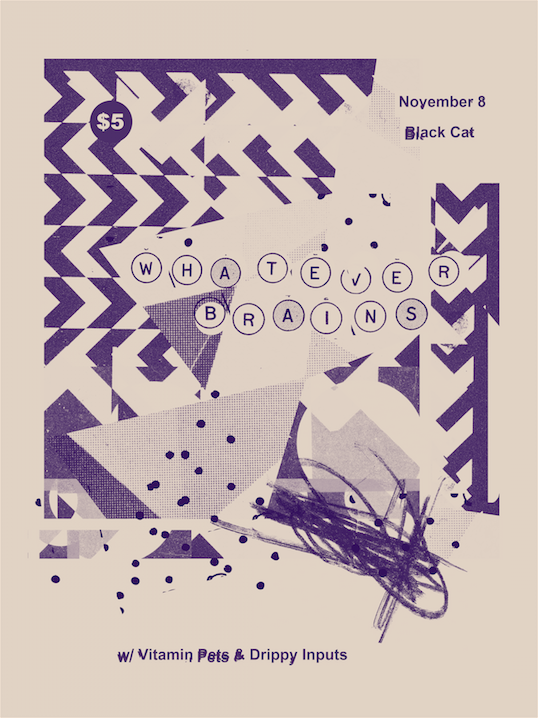 $5
November 8
Black Cat
WHATEVER
BRAINS
w/ Vitamin Pets & Drippy Inputs